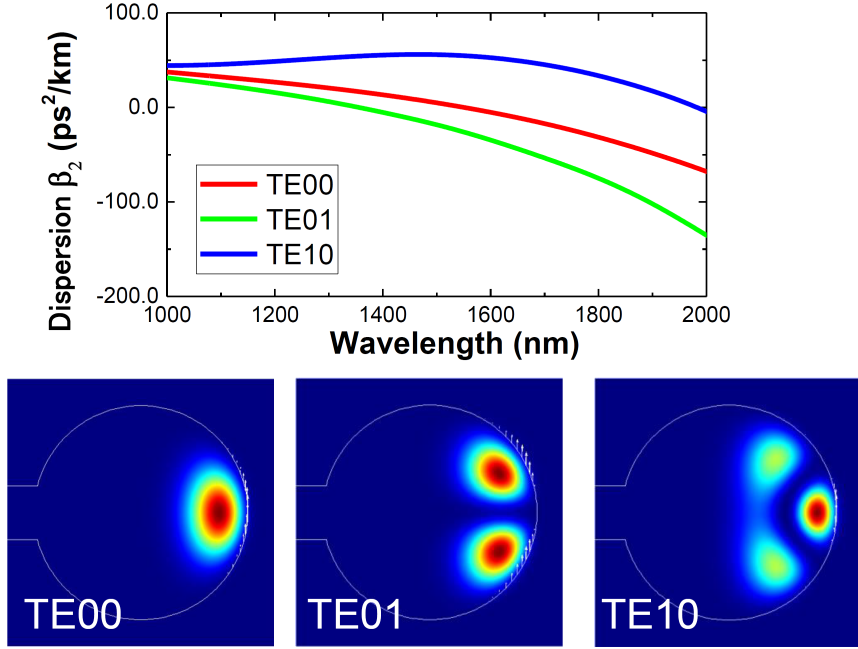 100.0
0.0
-100.0
-200.0
Dispersion β2 (ps²/km)
TE00
TE01
TE10
1000 1200 1400 1600 1800 2000
Wavelength (nm)
TE00 TE01 TE10